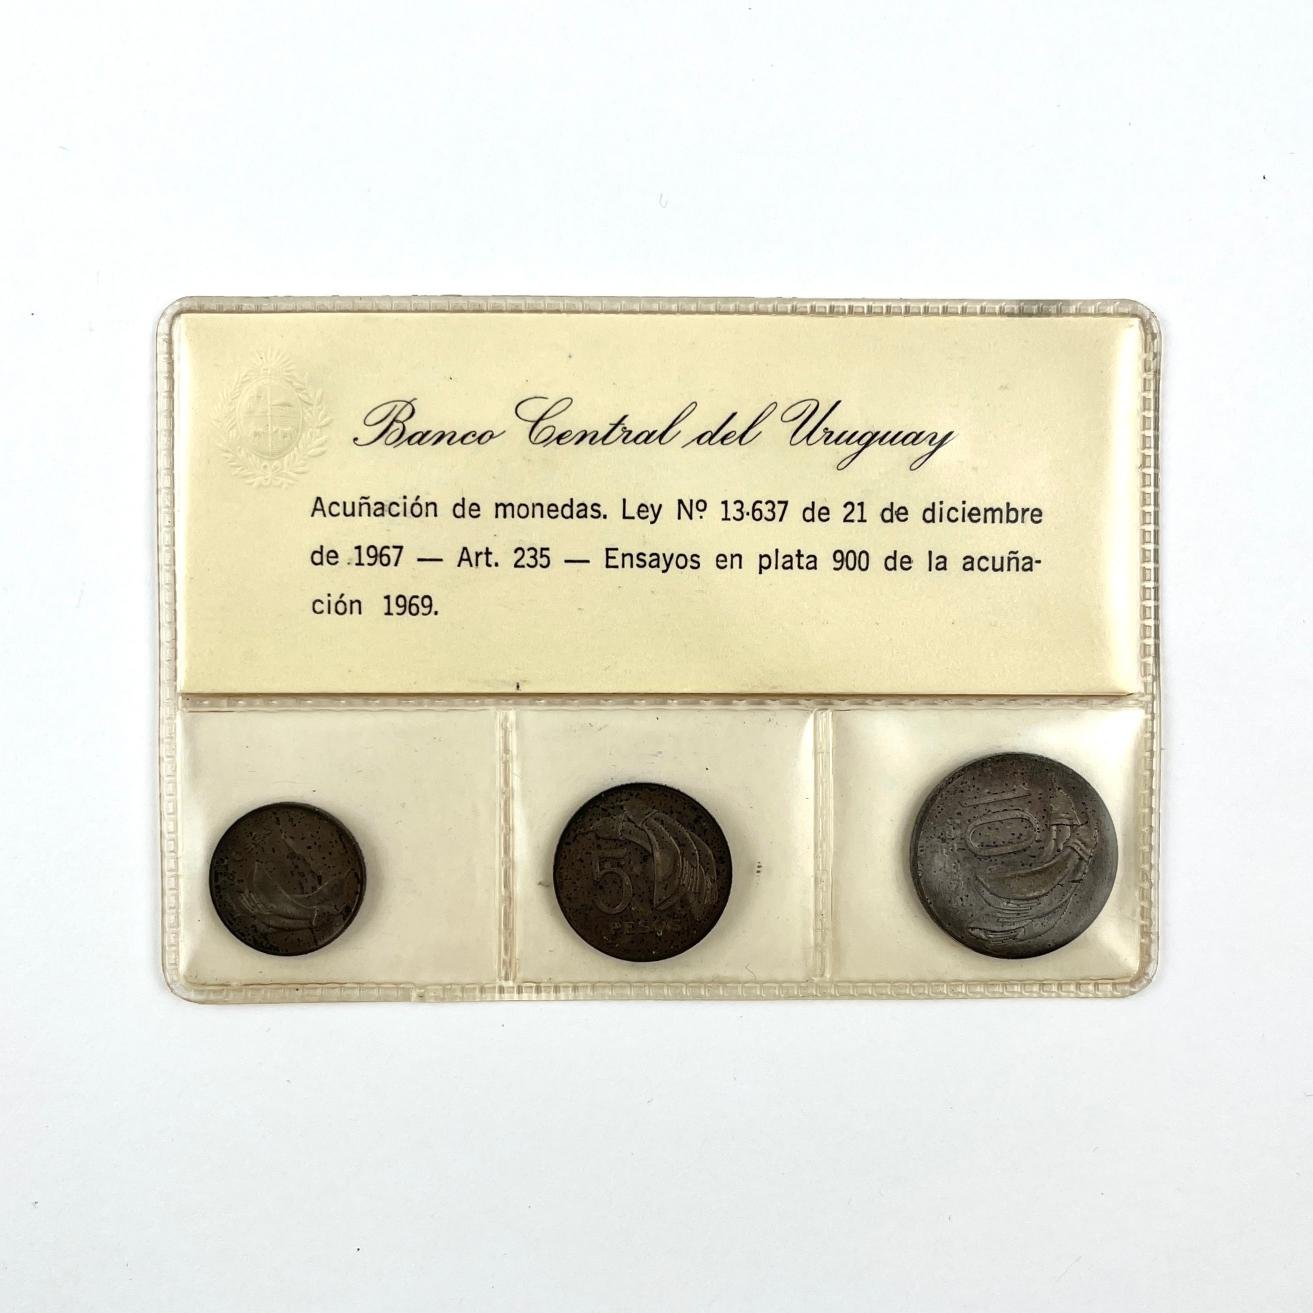 Banco Central del Uruguay
Acuñación de monedas. Ley Nº 13.637 de 21 de diciembre
de 1967 — Art. 235 — Ensayos en plata 900 de la acuña-
ción 1969.
5
PESOS
10